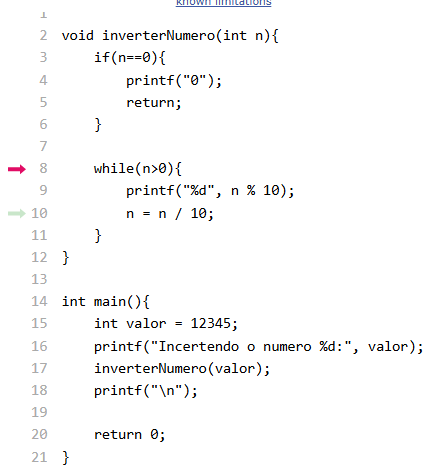 known limitations
1
2 void inverterNumero(int n){
3     if(n==0){
4         printf("0");
5         return;
6     }
7
8     while(n>0){
9         printf("%d", n % 10);
10         n = n / 10;
11     }
12 }
13
14 int main(){
15     int valor = 12345;
16     printf("Incertendo o numero %d:", valor);
17     inverterNumero(valor);
18     printf("\n");
19
20     return 0;
21 }